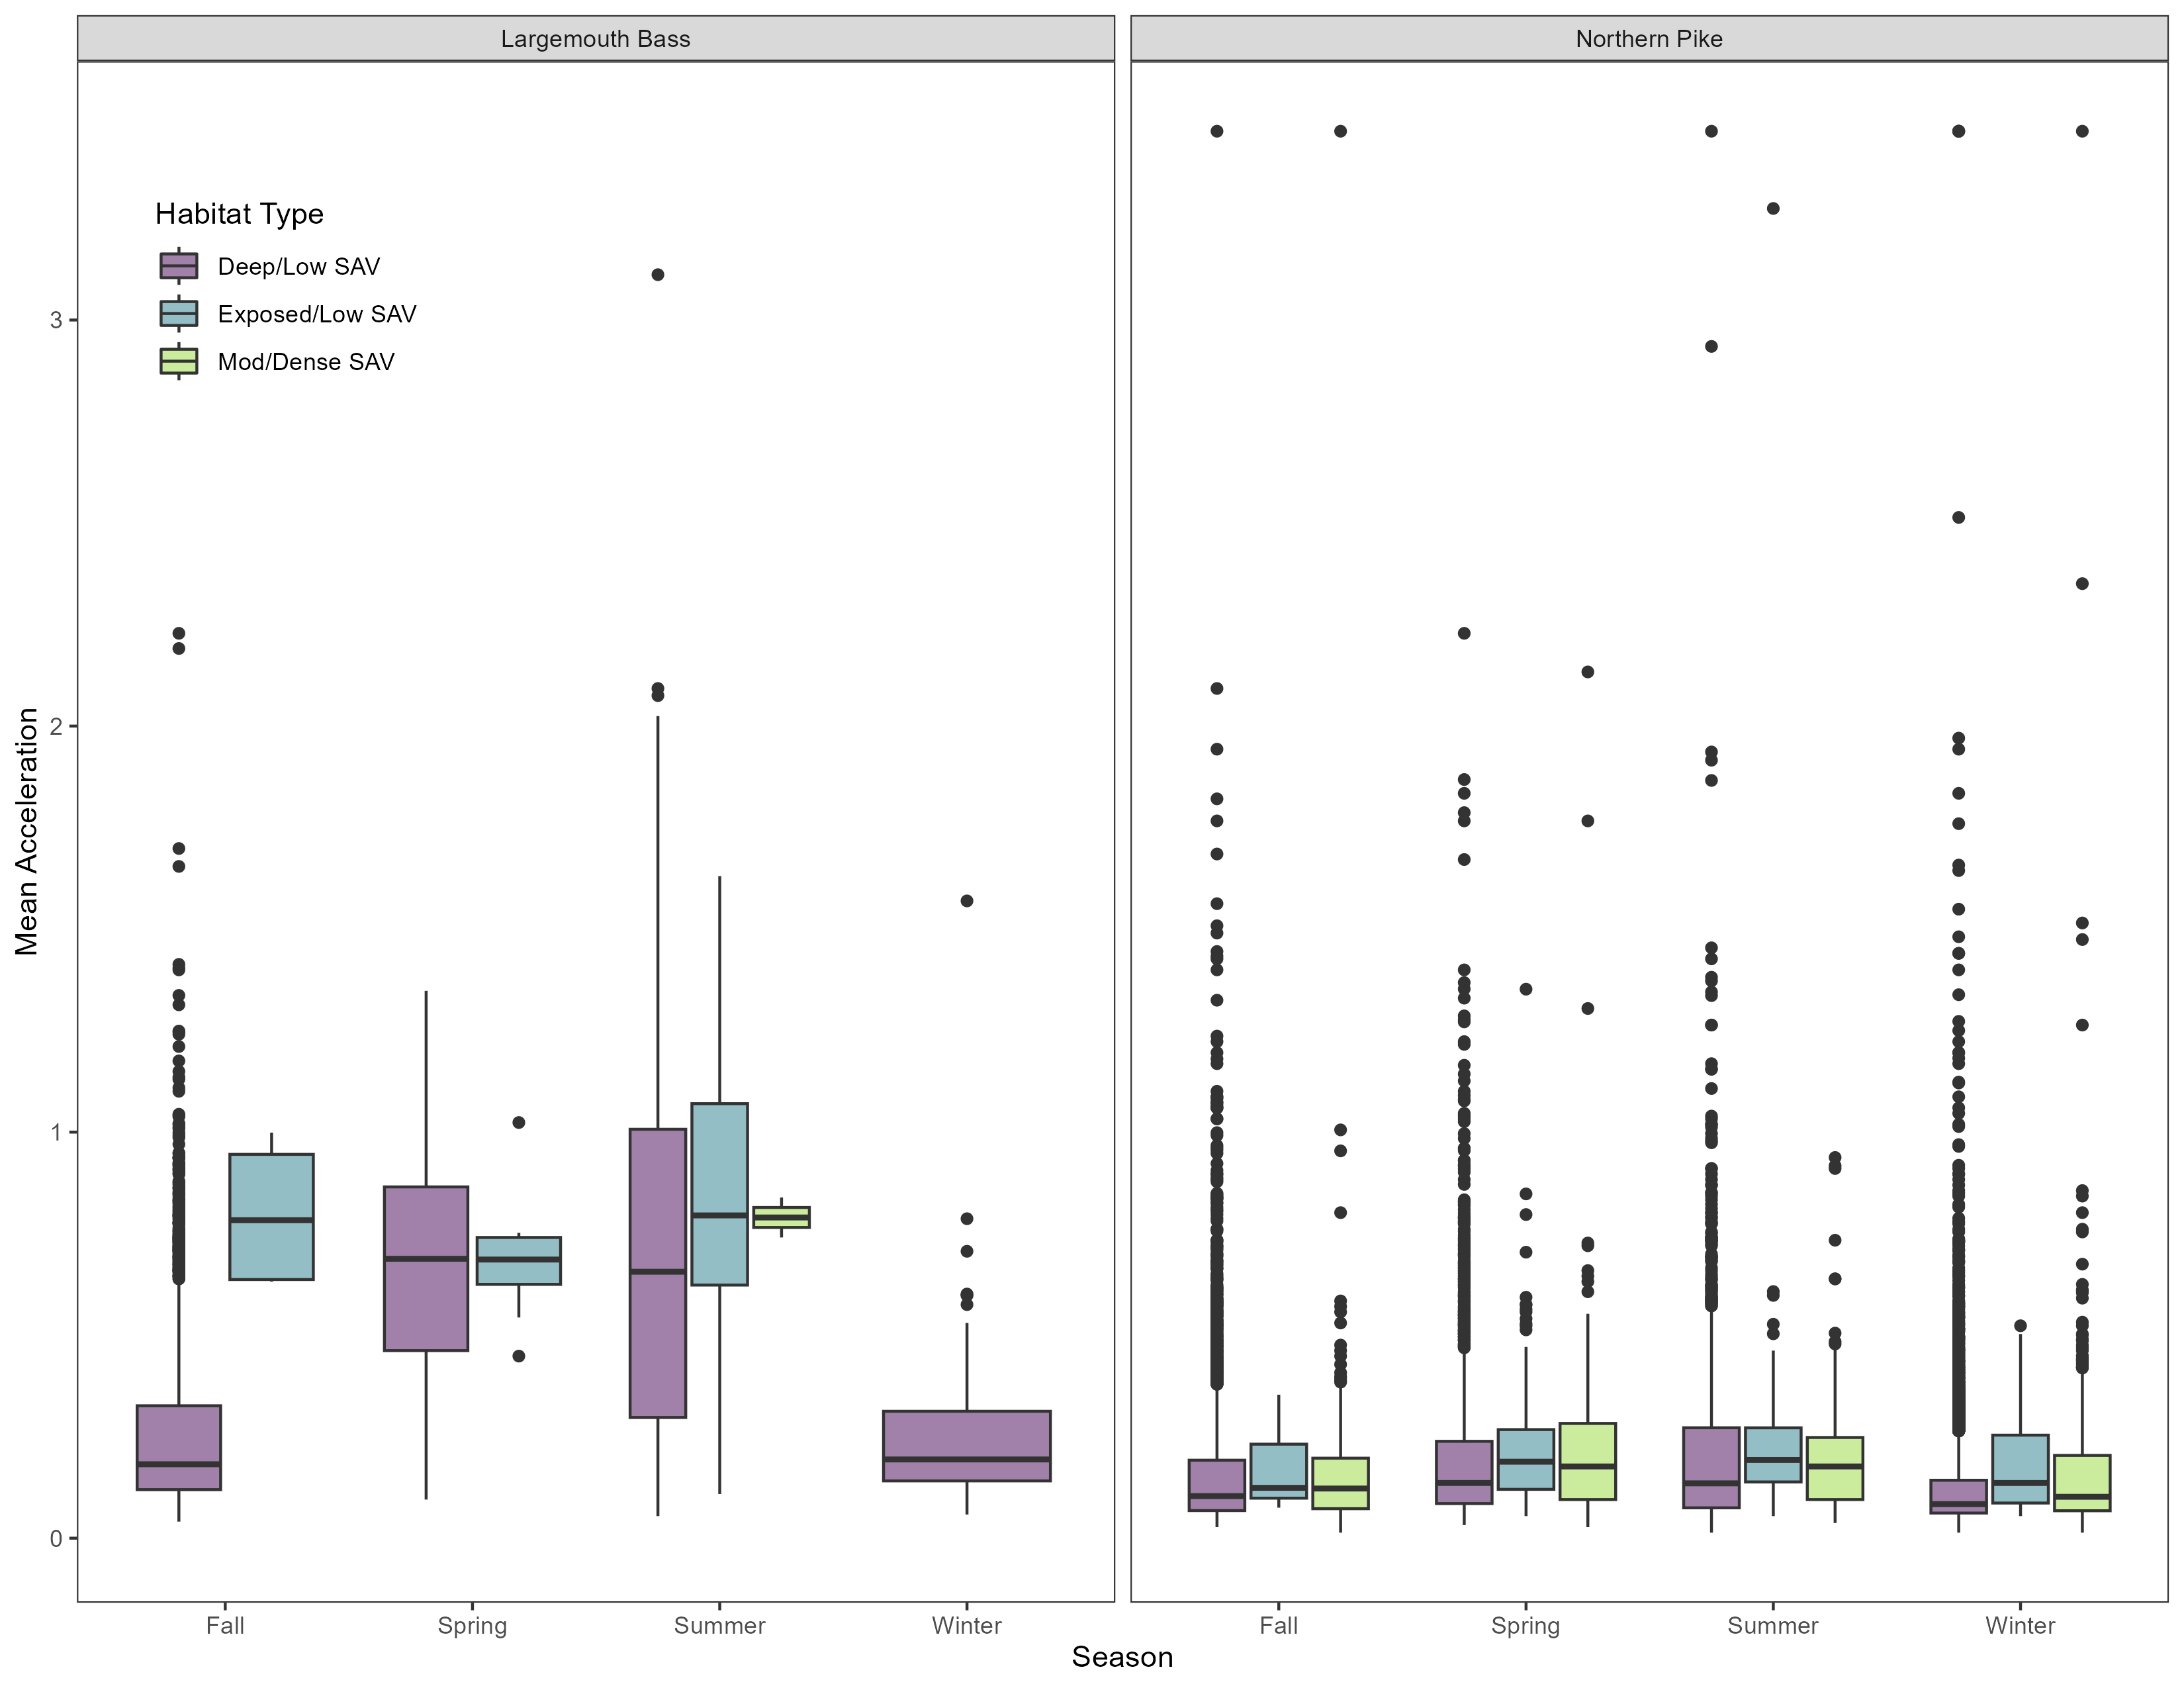 Largemouth Bass
Northern Pike
Habitat Type
Deep/Low SAV
Exposed/Low SAV
Mod/Dense SAV
Mean Acceleration
3
2
1
0
Fall
Spring
Summer
Winter
Fall
Spring
Summer
Winter
Season